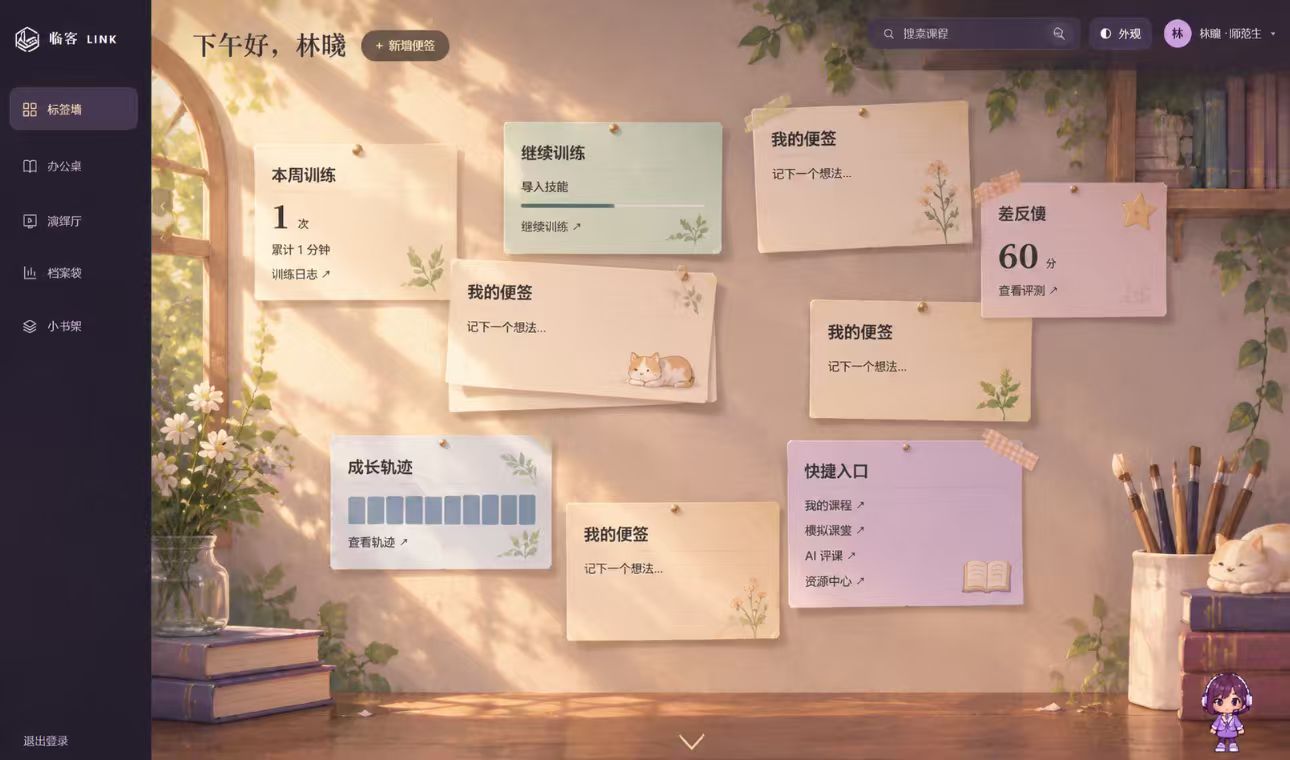 临客 LINK
标签墙
办公桌
演绎厅
档案袋
小书架
退出登录
下午好，林
+ 新增便签
搜索课程
外观
林
林 · 师范生
本周训练
1 次
累计 1 分钟
训练日志 ↗
继续训练
导入技能
继续训练 ↗
我的便签
记下一个想法...
差反馈
60 分
查看评测 ↗
我的便签
记下一个想法...
我的便签
记下一个想法...
成长轨迹
查看轨迹 ↗
我的便签
记下一个想法...
快捷入口
我的课程 ↗
模拟课堂 ↗
AI 评课 ↗
资源中心 ↗